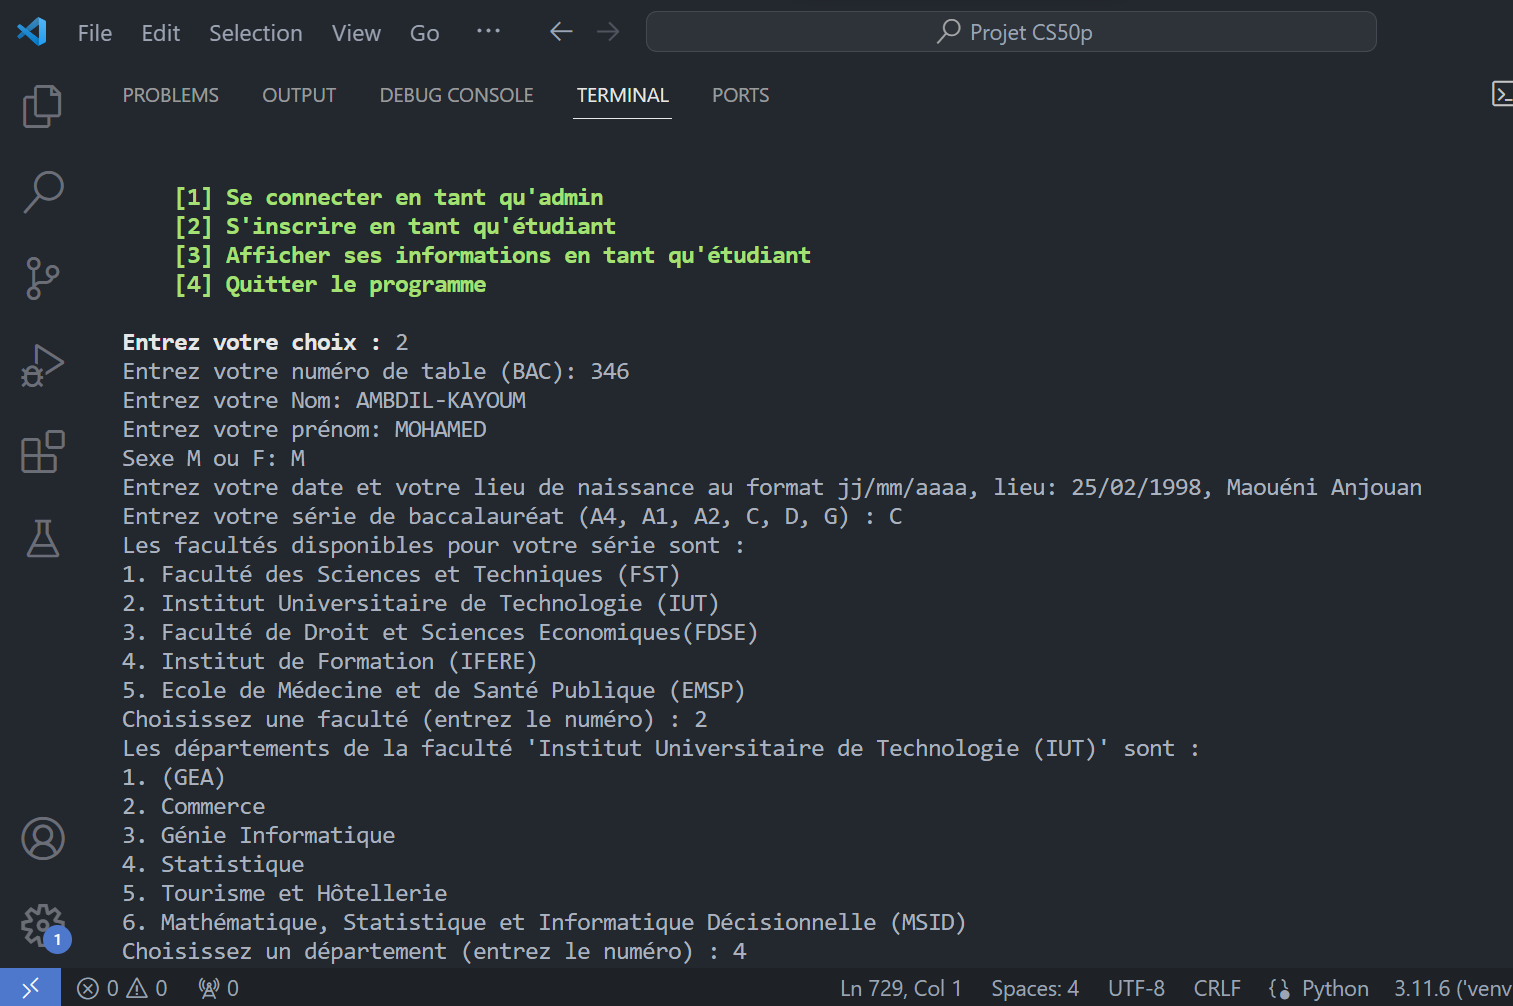 File Edit Selection View Go ··· Projet CS50p
PROBLEMS OUTPUT DEBUG CONSOLE TERMINAL PORTS
[1] Se connecter en tant qu'admin
[2] S'inscrire en tant qu'étudiant
[3] Afficher ses informations en tant qu'étudiant
[4] Quitter le programme
Entrez votre choix : 2
Entrez votre numéro de table (BAC): 346
Entrez votre Nom: AMBDIL-KAYOUM
Entrez votre prénom: MOHAMED
Sexe M ou F: M
Entrez votre date et votre lieu de naissance au format jj/mm/aaaa, lieu: 25/02/1998, Maouéni Anjouan
Entrez votre série de baccalauréat (A4, A1, A2, C, D, G) : C
Les facultés disponibles pour votre série sont :
1. Faculté des Sciences et Techniques (FST)
2. Institut Universitaire de Technologie (IUT)
3. Faculté de Droit et Sciences Economiques(FDSE)
4. Institut de Formation (IFERE)
5. Ecole de Médecine et de Santé Publique (EMSP)
Choisissez une faculté (entrez le numéro) : 2
Les départements de la faculté 'Institut Universitaire de Technologie (IUT)' sont :
1. (GEA)
2. Commerce
3. Génie Informatique
4. Statistique
5. Tourisme et Hôtellerie
6. Mathématique, Statistique et Informatique Décisionnelle (MSID)
Choisissez un département (entrez le numéro) : 4
1
0 0 0 Ln 729, Col 1 Spaces: 4 UTF-8 CRLF Python 3.11.6 ('venv